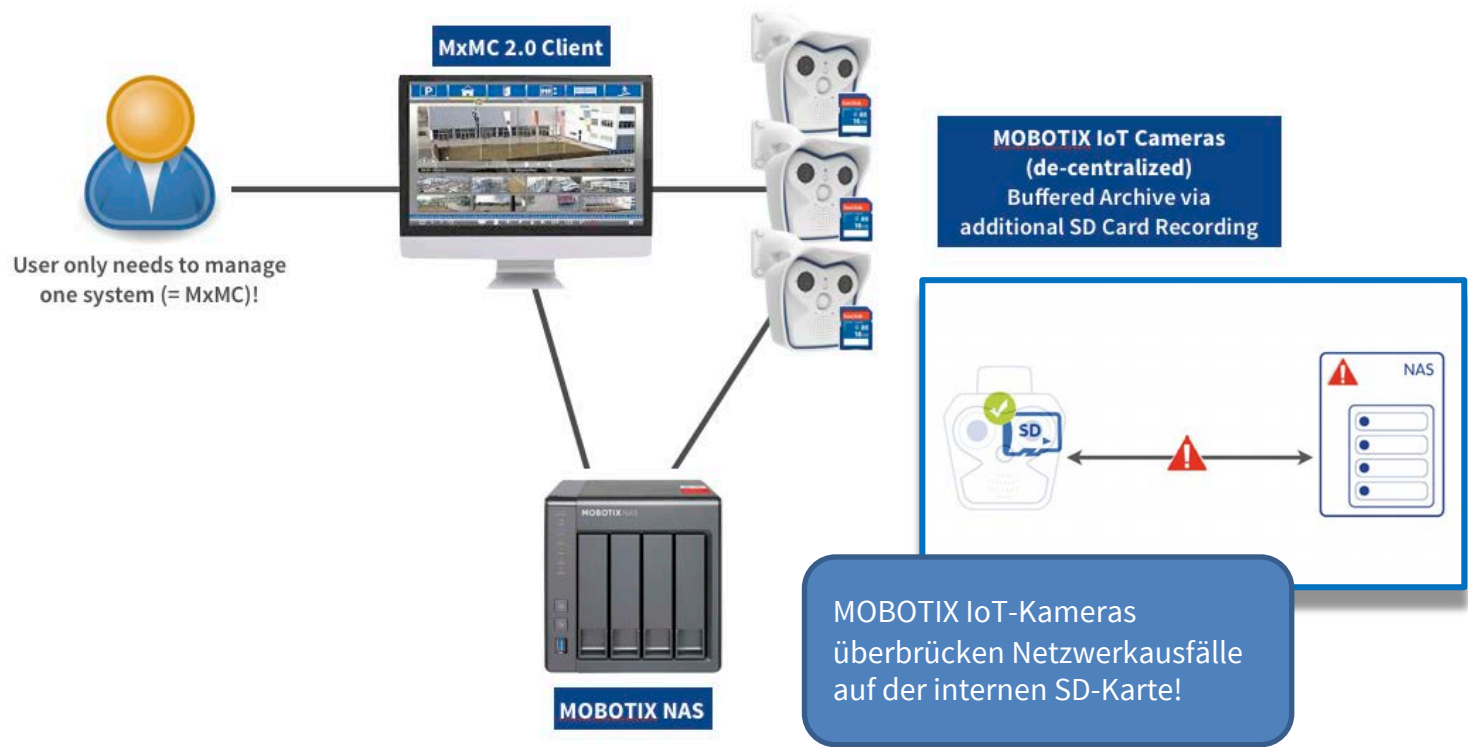 MxMC 2.0 Client
P
User only needs to manage
one system (= MxMC)!
MOBOTIX IoT Cameras
(de-centralized)
Buffered Archive via
additional SD Card Recording
SD
NAS
MOBOTIX NAS
MOBOTIX NAS
MOBOTIX IoT-Kameras
überbrücken Netzwerkausfälle
auf der internen SD-Karte!